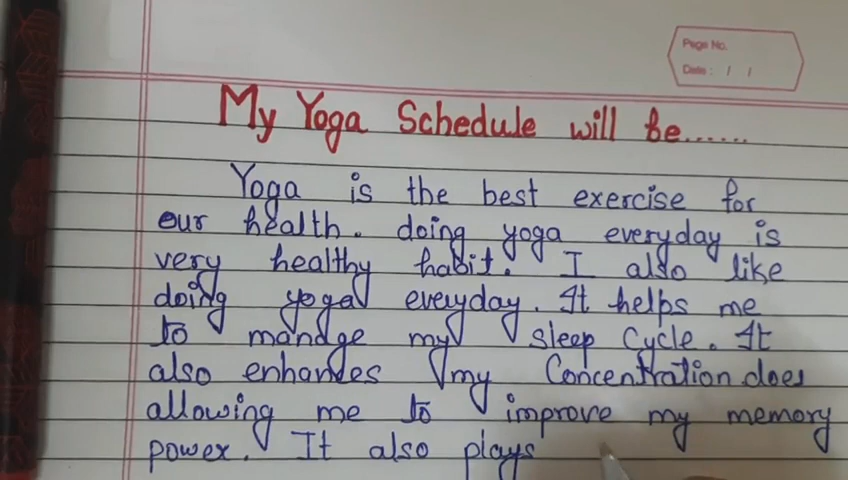 Page No.
Date: / /
My Yoga Schedule will be......
Yoga is the best exercise for
our health. doing yoga everyday is
very healthy habit. I also like
doing yoga everyday. It helps me
to mandge my sleep cycle. It
also enhandes my Concentration.does
allowing me to improve my memory
power. It also plays